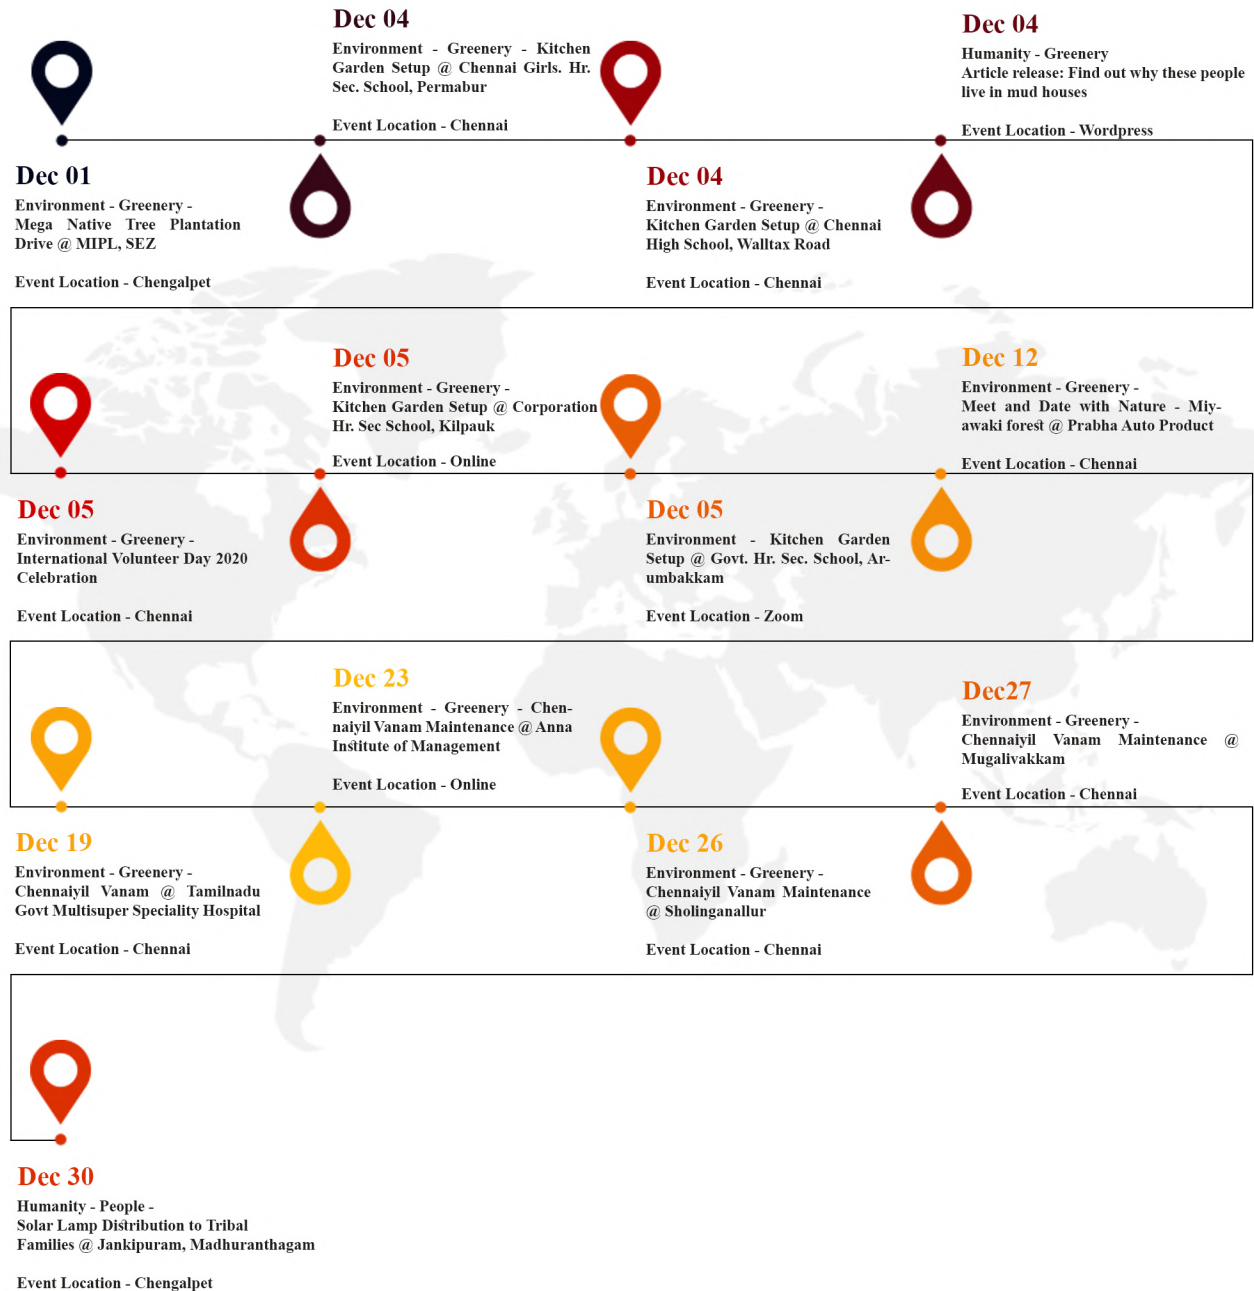 Dec 01
Environment - Greenery -
Mega Native Tree Plantation
Drive @ MIPL, SEZ
Event Location - Chengalpet
Dec 04
Environment - Greenery - Kitchen
Garden Setup @ Chennai Girls. Hr.
Sec. School, Permabur
Event Location - Chennai
Dec 04
Environment - Greenery -
Kitchen Garden Setup @ Chennai
High School, Walltax Road
Event Location - Chennai
Dec 04
Humanity - Greenery
Article release: Find out why these people
live in mud houses
Event Location - Wordpress
Dec 05
Environment - Greenery -
International Volunteer Day 2020
Celebration
Event Location - Chennai
Dec 05
Environment - Greenery -
Kitchen Garden Setup @ Corporation
Hr. Sec School, Kilpauk
Event Location - Online
Dec 05
Environment - Kitchen Garden
Setup @ Govt. Hr. Sec. School, Ar-
umbakkam
Event Location - Zoom
Dec 12
Environment - Greenery -
Meet and Date with Nature - Miy-
awaki forest @ Prabha Auto Product
Event Location - Chennai
Dec 19
Environment - Greenery -
Chennaiyil Vanam @ Tamilnadu
Govt Multisuper Speciality Hospital
Event Location - Chennai
Dec 23
Environment - Greenery - Chen-
naiyil Vanam Maintenance @ Anna
Institute of Management
Event Location - Online
Dec 26
Environment - Greenery -
Chennaiyil Vanam Maintenance
@ Sholinganallur
Event Location - Chennai
Dec27
Environment - Greenery -
Chennaiyil Vanam Maintenance @
Mugalivakkam
Event Location - Chennai
Dec 30
Humanity - People -
Solar Lamp Distribution to Tribal
Families @ Jankipuram, Madhuranthagam
Event Location - Chengalpet